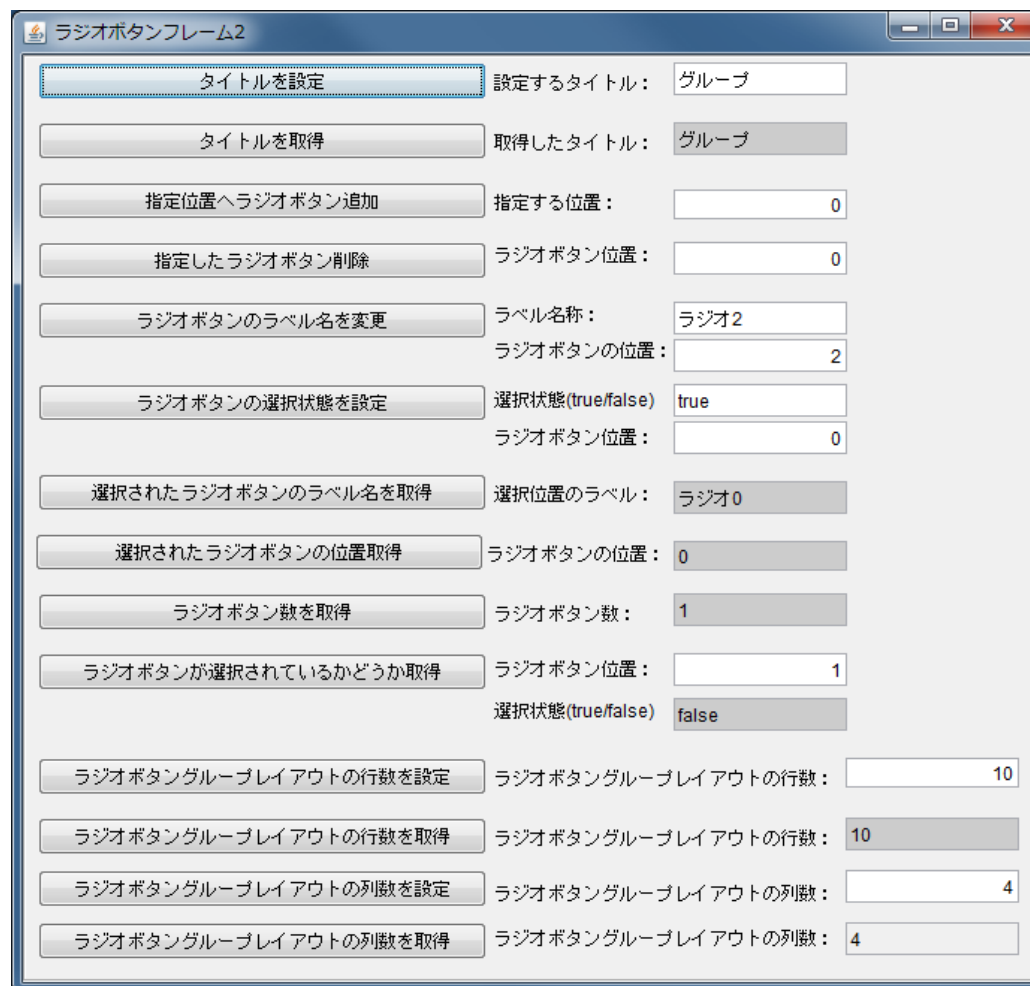 ラジオボタンフレーム2
タイトルを設定 設定するタイトル： グループ
タイトルを取得 取得したタイトル： グループ
指定位置へラジオボタン追加 指定する位置： 0
指定したラジオボタン削除 ラジオボタン位置： 0
ラジオボタンのラベル名を変更 ラベル名称： ラジオ2
ラジオボタンの位置： 2
ラジオボタンの選択状態を設定 選択状態(true/false) true
ラジオボタン位置： 0
選択されたラジオボタンのラベル名を取得 選択位置のラベル： ラジオ0
選択されたラジオボタンの位置取得 ラジオボタンの位置： 0
ラジオボタン数を取得 ラジオボタン数： 1
ラジオボタンが選択されているかどうか取得 ラジオボタン位置： 1
選択状態(true/false) false
ラジオボタングループレイアウトの行数を設定 ラジオボタングループレイアウトの行数： 10
ラジオボタングループレイアウトの行数を取得 ラジオボタングループレイアウトの行数： 10
ラジオボタングループレイアウトの列数を設定 ラジオボタングループレイアウトの列数： 4
ラジオボタングループレイアウトの列数を取得 ラジオボタングループレイアウトの列数： 4